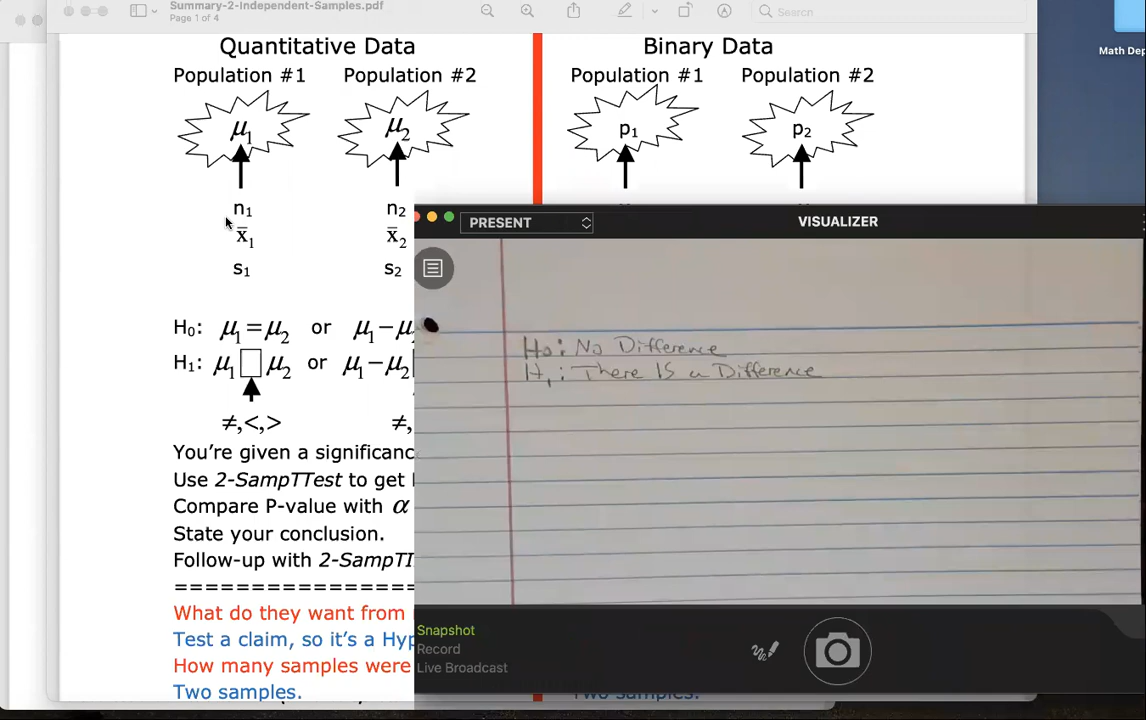 Summary-2-Independent-Samples.pdf
Page 1 of 4
Search
Math Dep
Quantitative Data
Binary Data
Population #1 Population #2
Population #1 Population #2
μ₁ μ₂
p₁ p₂
n₁ n₂
x̄₁ x̄₂
s₁ s₂
H₀: μ₁ = μ₂ or μ₁ − μ
H₁: μ₁ □ μ₂ or μ₁ − μ₂
≠,<,> ≠,
You're given a significanc
Use 2-SampTTest to get
Compare P-value with α
State your conclusion.
Follow-up with 2-SampTI
====================
What do they want from
Test a claim, so it's a Hyp
How many samples were
Two samples.
PRESENT
VISUALIZER
H₀: No Difference
H₁: There IS a Difference
Snapshot
Record
Live Broadcast
Two samples.